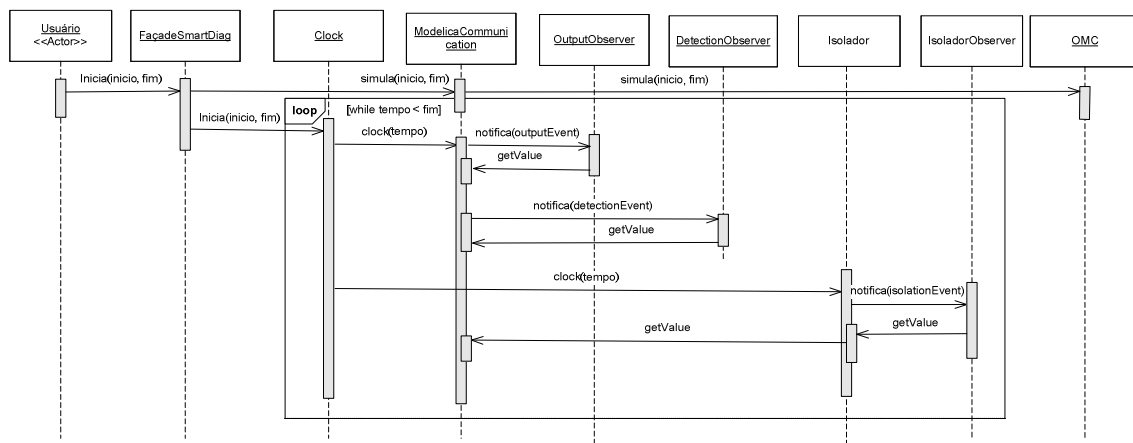 Usuário
<<Actor>>
FaçadeSmartDiag
Clock
ModelicaCommuni
cation
OutputObserver
DetectionObserver
Isolador
IsoladorObserver
OMC
Inicia(inicio, fim)
simula(inicio, fim)
simula(inicio, fim)
loop
[while tempo < fim]
Inicia(inicio, fim)
clock(tempo)
notifica(outputEvent)
getValue
notifica(detectionEvent)
getValue
clock(tempo)
notifica(isolationEvent)
getValue
getValue